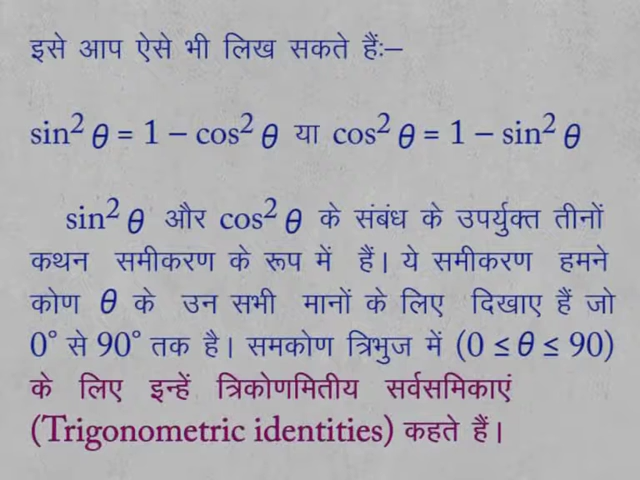 इसे आप ऐसे भी लिख सकते हैंः–
sin² θ = 1 – cos² θ या cos² θ = 1 – sin² θ
sin² θ और cos² θ के संबंध के उपर्युक्त तीनों
कथन समीकरण के रूप में हैं। ये समीकरण हमने
कोण θ के उन सभी मानों के लिए दिखाए हैं जो
0° से 90° तक है। समकोण त्रिभुज में (0 ≤ θ ≤ 90)
के लिए इन्हें त्रिकोणमितीय सर्वसमिकाएं
(Trigonometric identities) कहते हैं।